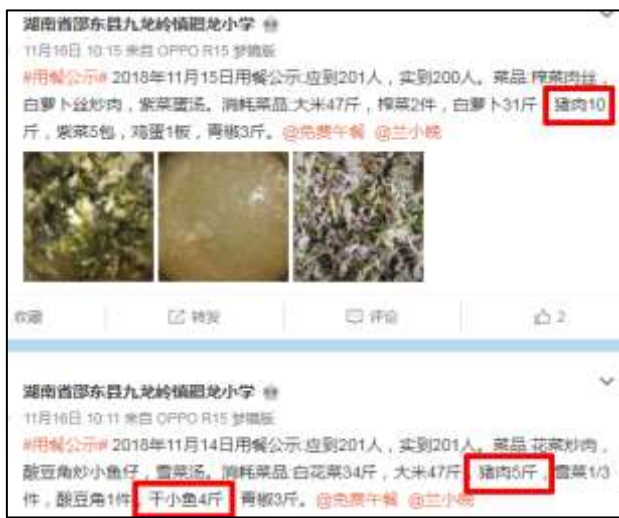 湖南省邵东县九龙岭镇踞龙小学
11月16日 10:15 来自 OPPO R15 梦镜版
#用餐公示# 2018年11月15日用餐公示:应到201人，实到200人。菜品:榨菜肉丝，
白萝卜丝炒肉，紫菜蛋汤。消耗菜品:大米47斤，榨菜2件，白萝卜31斤，猪肉10
斤，紫菜5包，鸡蛋1板，青椒3斤。@免费午餐 @兰小晚
收藏
转发
评论
2
湖南省邵东县九龙岭镇踞龙小学
11月16日 10:11 来自 OPPO R15 梦镜版
#用餐公示# 2018年11月14日用餐公示:应到201人，实到201人。菜品:花菜炒肉，
酸豆角炒小鱼仔，雪菜汤。消耗菜品:白花菜34斤，大米47斤，猪肉5斤，雪菜1/3
件，酸豆角1件，干小鱼4斤，青椒3斤。@免费午餐 @兰小晚